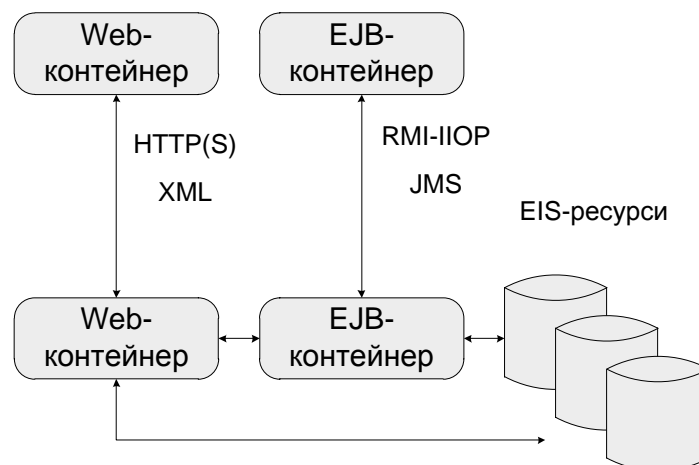 Web-
контейнер
EJB-
контейнер
HTTP(S)
XML
RMI-IIOP
JMS
EIS-ресурси
Web-
контейнер
EJB-
контейнер